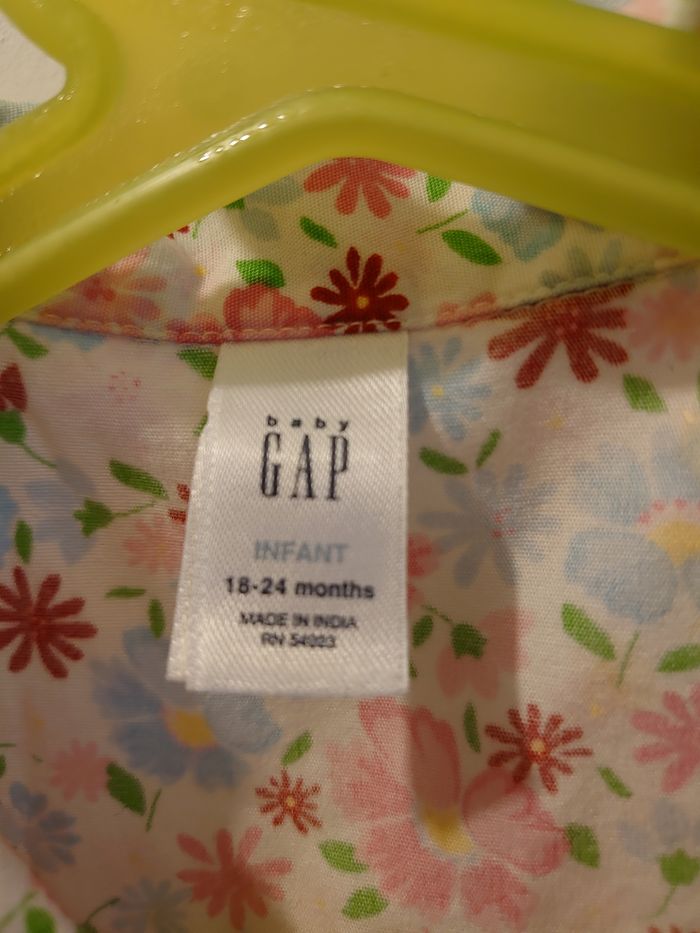 baby
GAP
INFANT
18-24 months
MADE IN INDIA
RN 54023